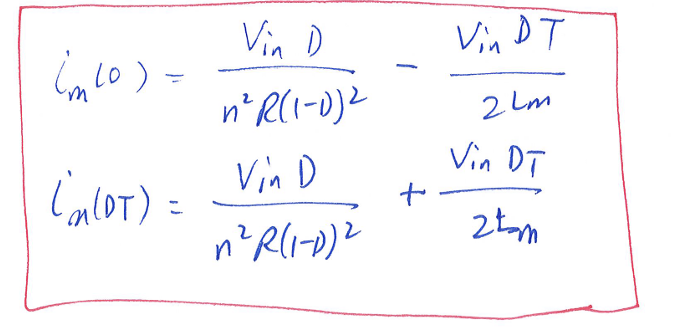 i_m(0) = Vin D / n²R(1-D)² - Vin DT / 2Lm
i_m(DT) = Vin D / n²R(1-D)² + Vin DT / 2Lm